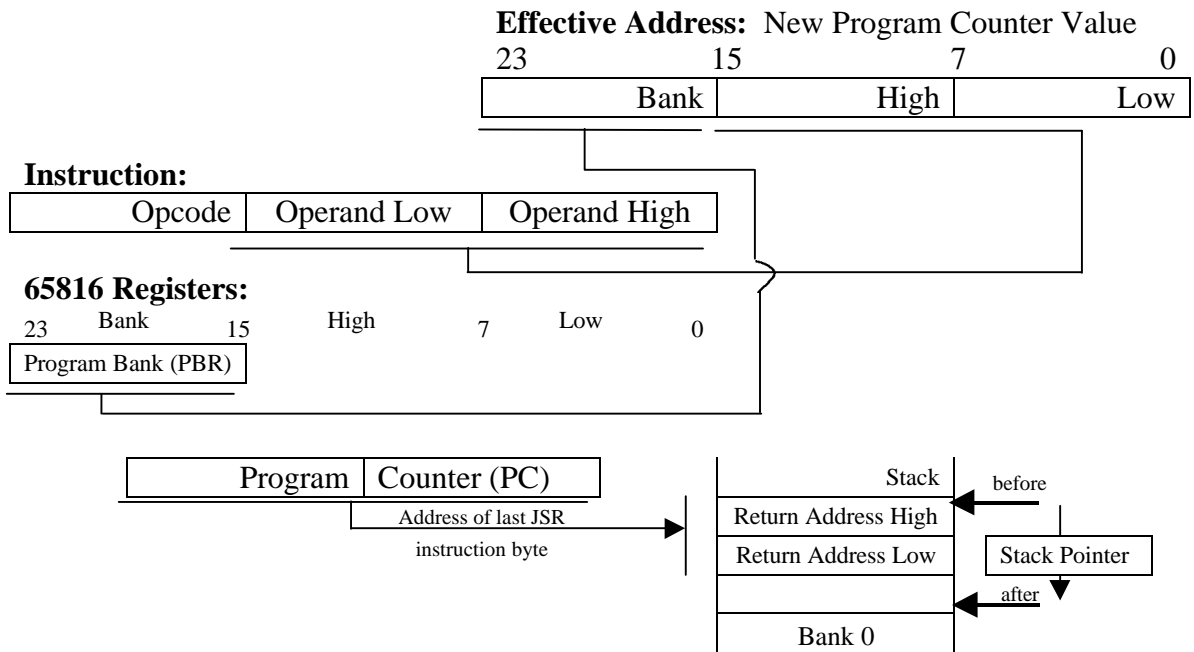 Effective Address: New Program Counter Value
23 15 7 0
Bank High Low
Instruction:
Opcode Operand Low Operand High
65816 Registers:
23 Bank 15 High 7 Low 0
Program Bank (PBR)
Program Counter (PC)
Address of last JSR
instruction byte
Stack
before
Return Address High
Return Address Low
Stack Pointer
after
Bank 0